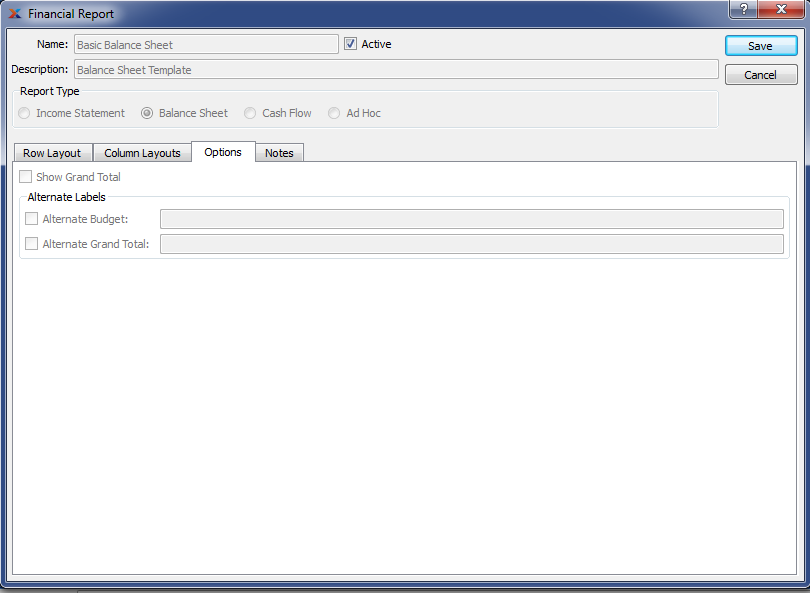 Financial Report
?
Name: Basic Balance Sheet Active Save
Description: Balance Sheet Template Cancel
Report Type
Income Statement Balance Sheet Cash Flow Ad Hoc
Row Layout Column Layouts Options Notes
Show Grand Total
Alternate Labels
Alternate Budget:
Alternate Grand Total: